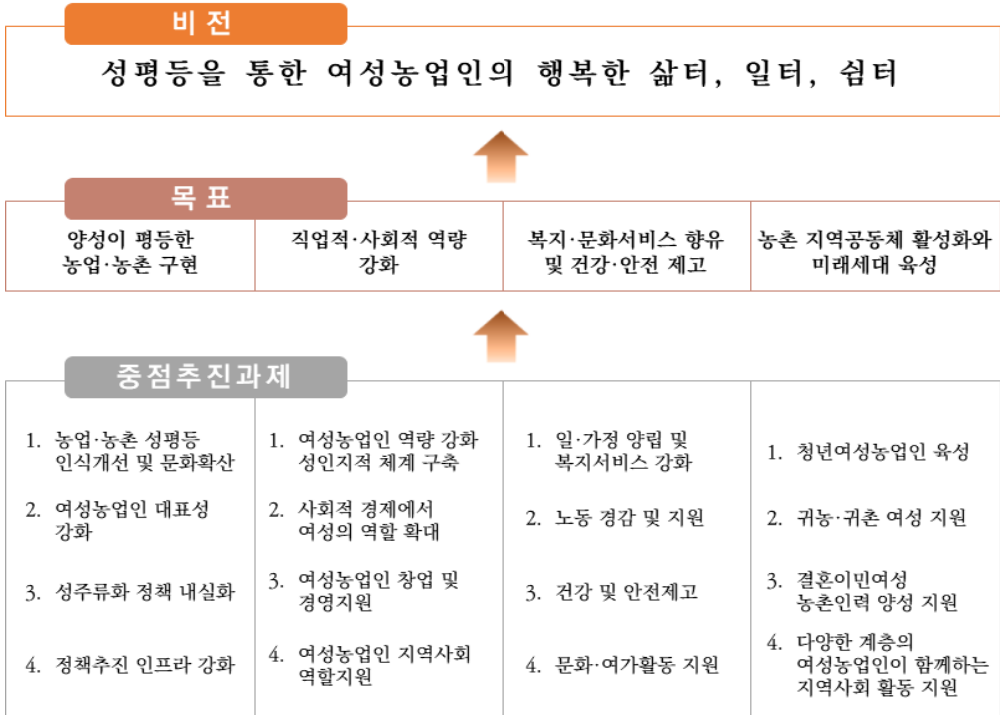 비 전
성평등을 통한 여성농업인의 행복한 삶터, 일터, 쉼터
목 표
양성이 평등한
농업·농촌 구현
직업적·사회적 역량
강화
복지·문화서비스 향유
및 건강·안전 제고
농촌 지역공동체 활성화와
미래세대 육성
중점추진과제
1. 농업·농촌 성평등
인식개선 및 문화확산
2. 여성농업인 대표성
강화
3. 성주류화 정책 내실화
4. 정책추진 인프라 강화
1. 여성농업인 역량 강화
성인지적 체계 구축
2. 사회적 경제에서
여성의 역할 확대
3. 여성농업인 창업 및
경영지원
4. 여성농업인 지역사회
역할지원
1. 일·가정 양립 및
복지서비스 강화
2. 노동 경감 및 지원
3. 건강 및 안전제고
4. 문화·여가활동 지원
1. 청년여성농업인 육성
2. 귀농·귀촌 여성 지원
3. 결혼이민여성
농촌인력 양성 지원
4. 다양한 계층의
여성농업인이 함께하는
지역사회 활동 지원